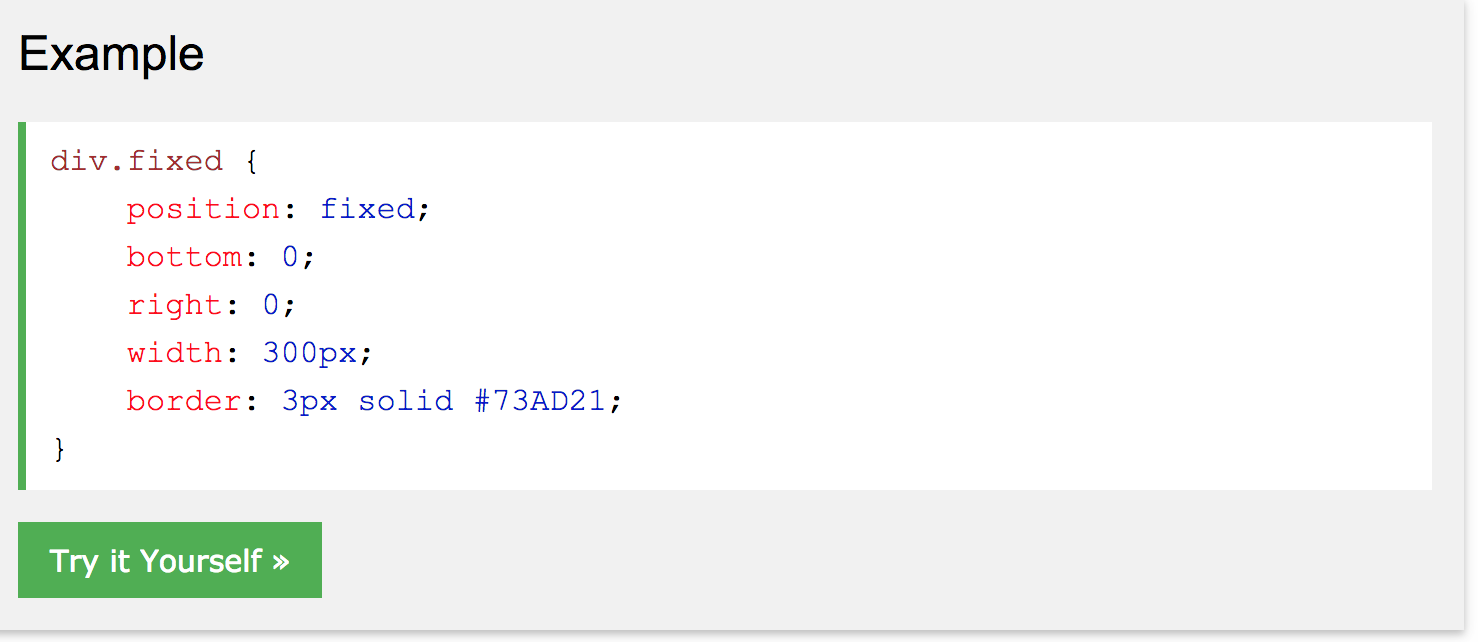 Example
div.fixed {
    position: fixed;
    bottom: 0;
    right: 0;
    width: 300px;
    border: 3px solid #73AD21;
}
Try it Yourself »